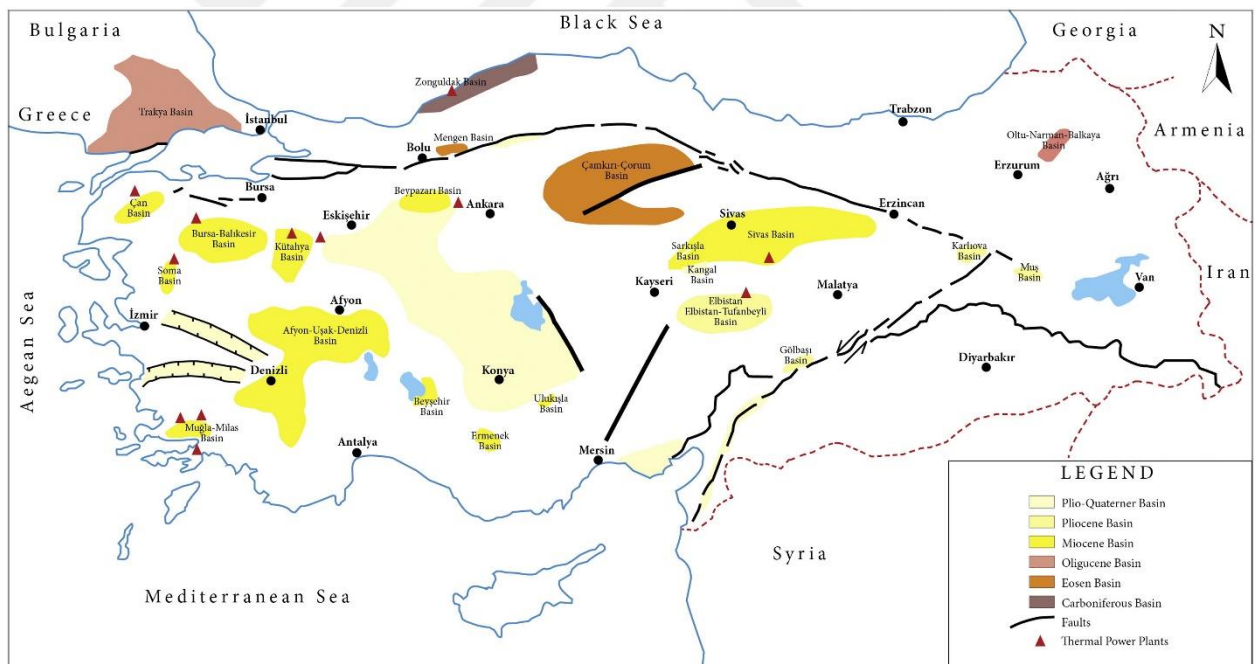 Black Sea
Bulgaria
Georgia
N
Zonguldak Basin
Trakya Basin
Greece
İstanbul
Trabzon
Armenia
Mengen Basin
Bolu
Oltu-Narman-Balkaya
Basin
Çamkırı-Çorum
Basin
Erzurum
Ağrı
Bursa
Beypazarı Basin
Çan
Basin
Ankara
Eskişehir
Sivas
Erzincan
Bursa-Balıkesir
Basin
Kütahya
Basin
Sivas Basin
Sarkışla
Basin
Karlıova
Basin
Soma
Basin
Kangal
Basin
Muş
Basin
Iran
Van
Kayseri
Malatya
Afyon
Elbistan
Elbistan-Tufanbeyli
Basin
İzmir
Afyon-Uşak-Denizli
Basin
Aegean Sea
Gölbaşı
Basin
Diyarbakır
Denizli
Konya
Beyşehir
Basin
Ulukışla
Basin
Muğla-Milas
Basin
Ermenek
Basin
Antalya
Mersin
Syria
Mediterranean Sea
LEGEND
Plio-Quaterner Basin
Pliocene Basin
Miocene Basin
Oligucene Basin
Eosen Basin
Carboniferous Basin
Faults
Thermal Power Plants